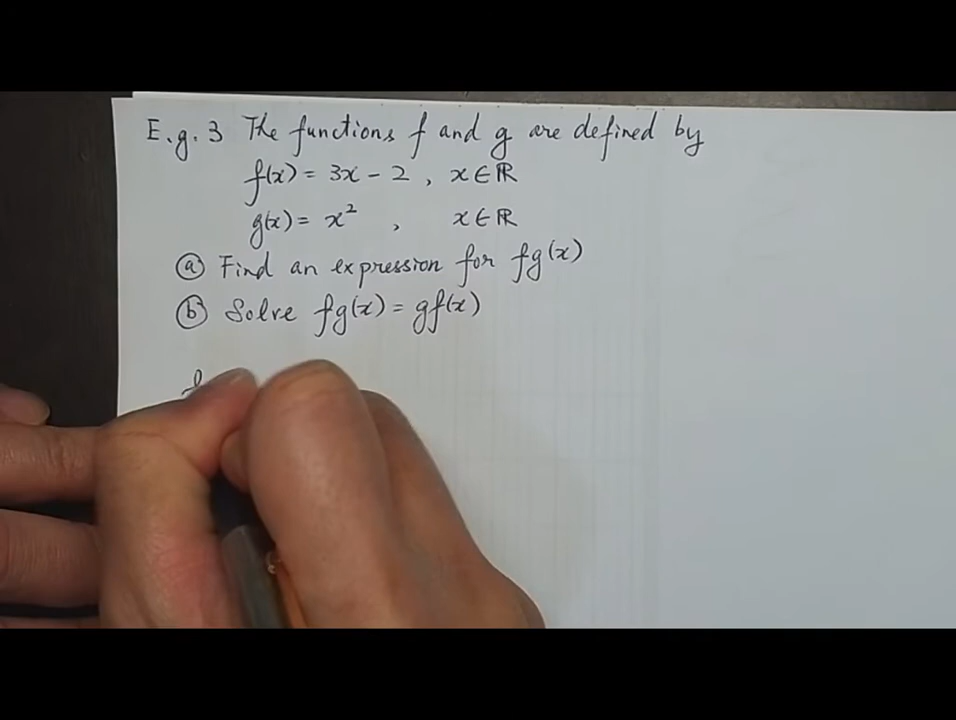 E.g. 3 The functions f and g are defined by
f(x) = 3x - 2 , x ∈ ℝ
g(x) = x² , x ∈ ℝ
ⓐ Find an expression for fg(x)
ⓑ Solve fg(x) = gf(x)